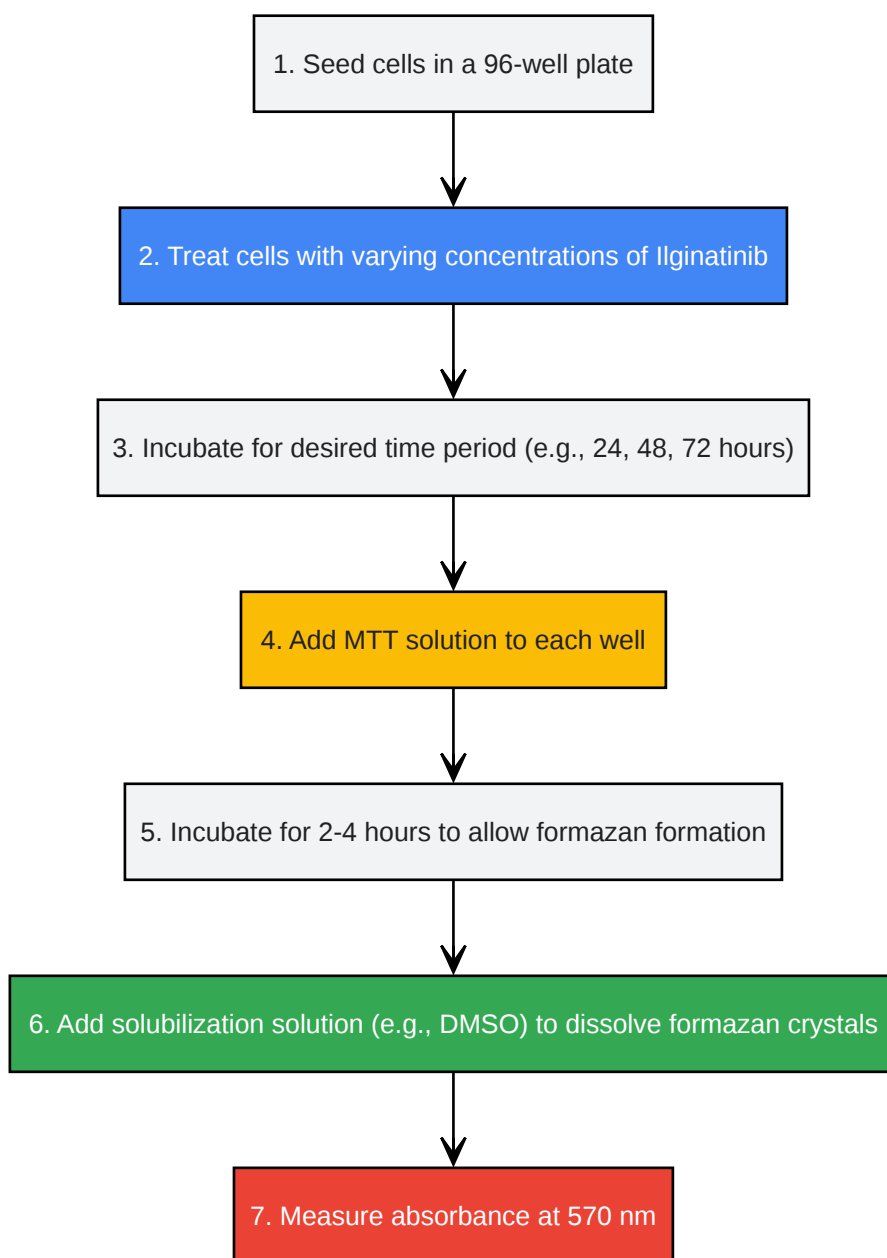 1. Seed cells in a 96-well plate
2. Treat cells with varying concentrations of Ilginatinib
3. Incubate for desired time period (e.g., 24, 48, 72 hours)
4. Add MTT solution to each well
5. Incubate for 2-4 hours to allow formazan formation
6. Add solubilization solution (e.g., DMSO) to dissolve formazan crystals
7. Measure absorbance at 570 nm